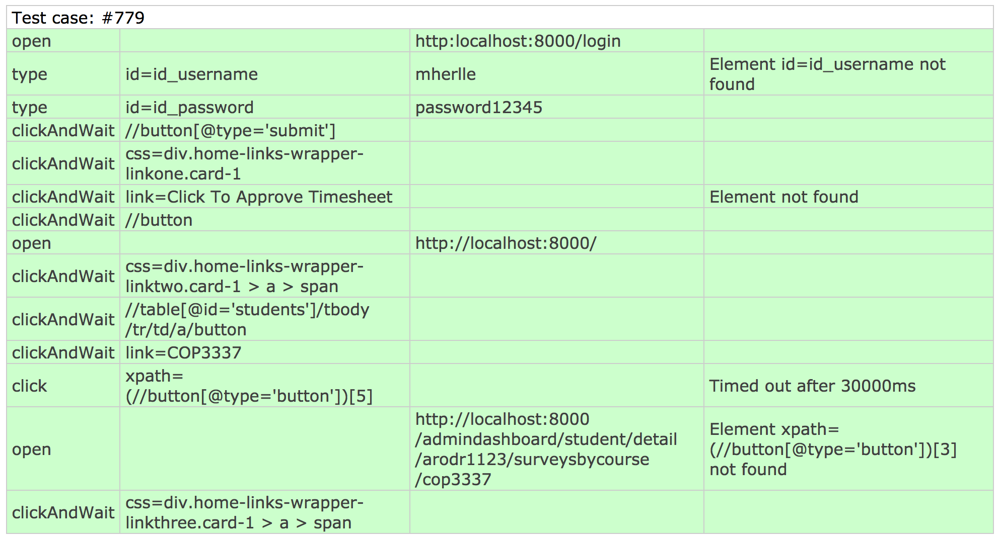 Test case: #779
open http:localhost:8000/login
type id=id_username mherlle Element id=id_username not
found
type id=id_password password12345
clickAndWait //button[@type='submit']
clickAndWait css=div.home-links-wrapper-
linkone.card-1
clickAndWait link=Click To Approve Timesheet Element not found
clickAndWait //button
open http://localhost:8000/
clickAndWait css=div.home-links-wrapper-
linktwo.card-1 > a > span
clickAndWait //table[@id='students']/tbody
/tr/td/a/button
clickAndWait link=COP3337
click xpath=
(//button[@type='button'])[5] Timed out after 30000ms
open http://localhost:8000
/admindashboard/student/detail
/arodr1123/surveysbycourse
/cop3337
Element xpath=
(//button[@type='button'])[3]
not found
clickAndWait css=div.home-links-wrapper-
linkthree.card-1 > a > span